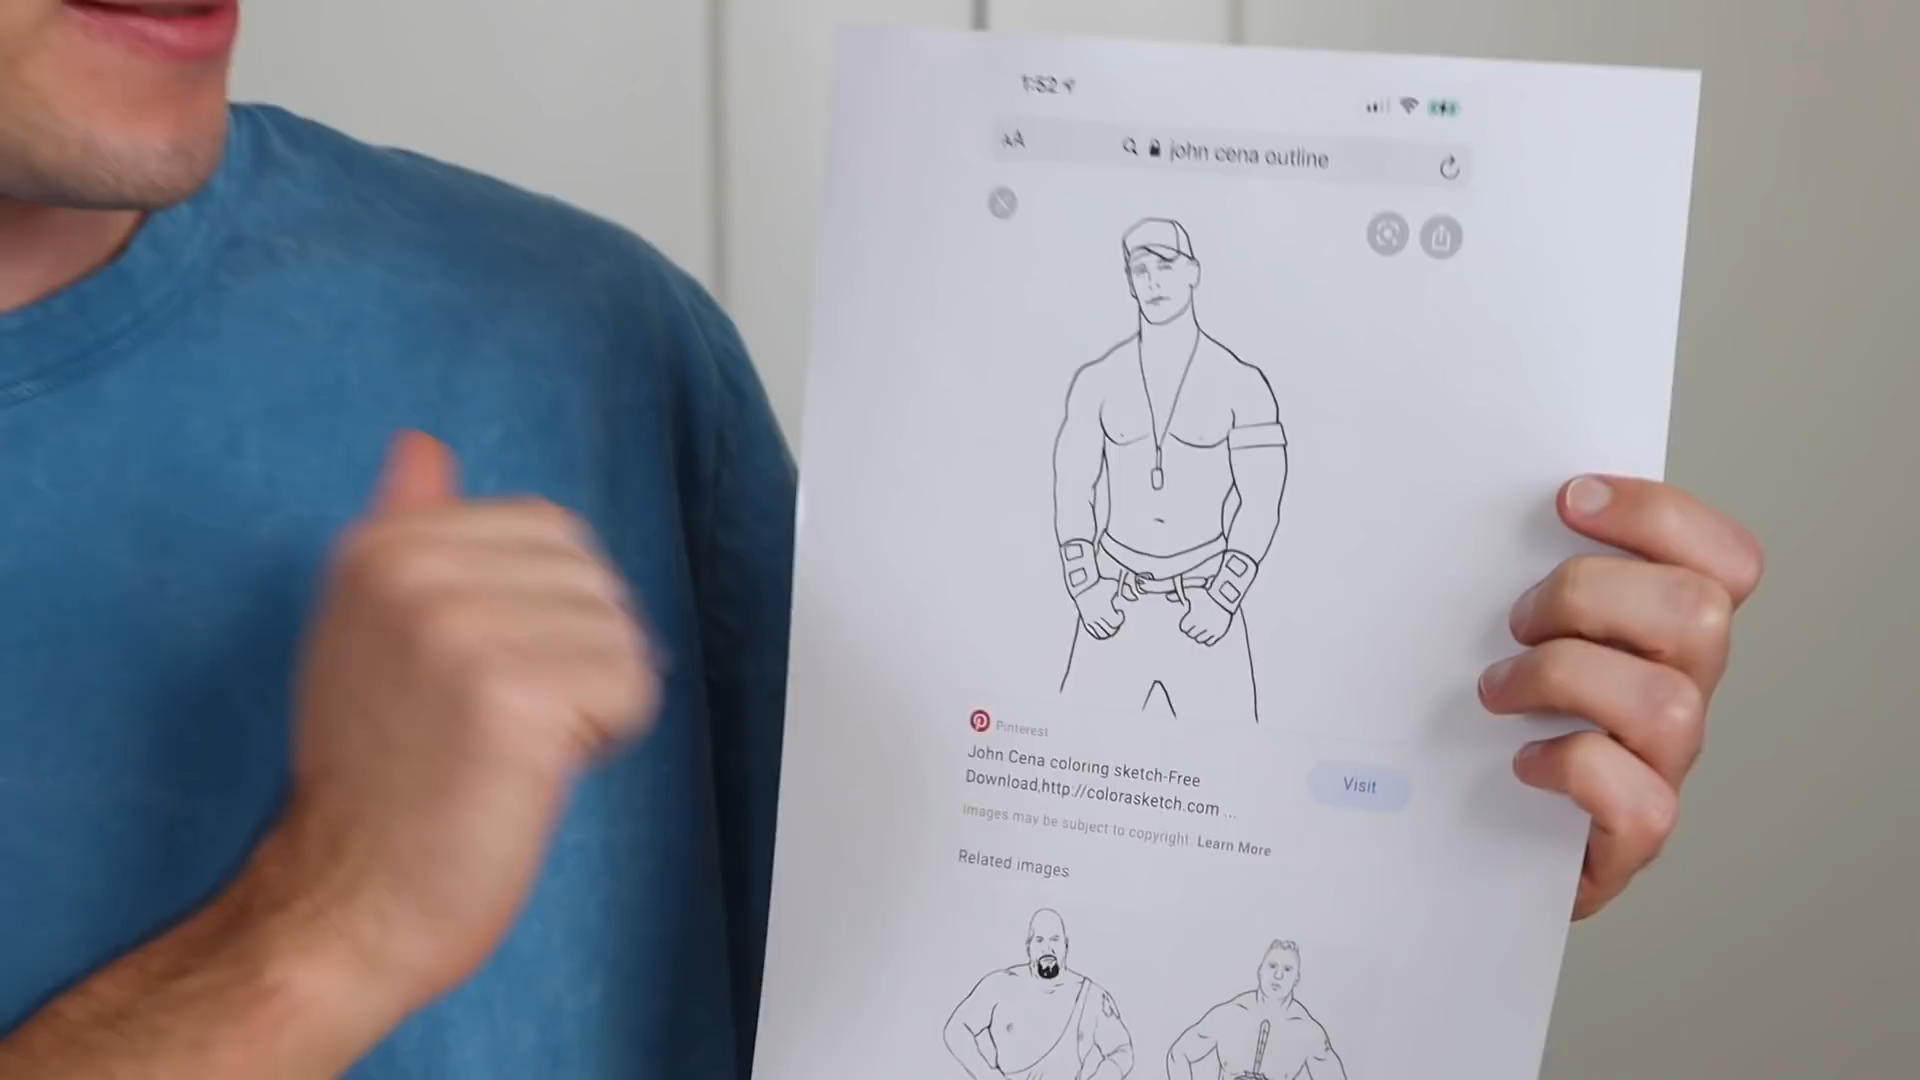 1:52
AA
john cena outline
Pinterest
John Cena coloring sketch-Free
Download,http://colorasketch.com ...
Visit
Images may be subject to copyright. Learn More
Related images